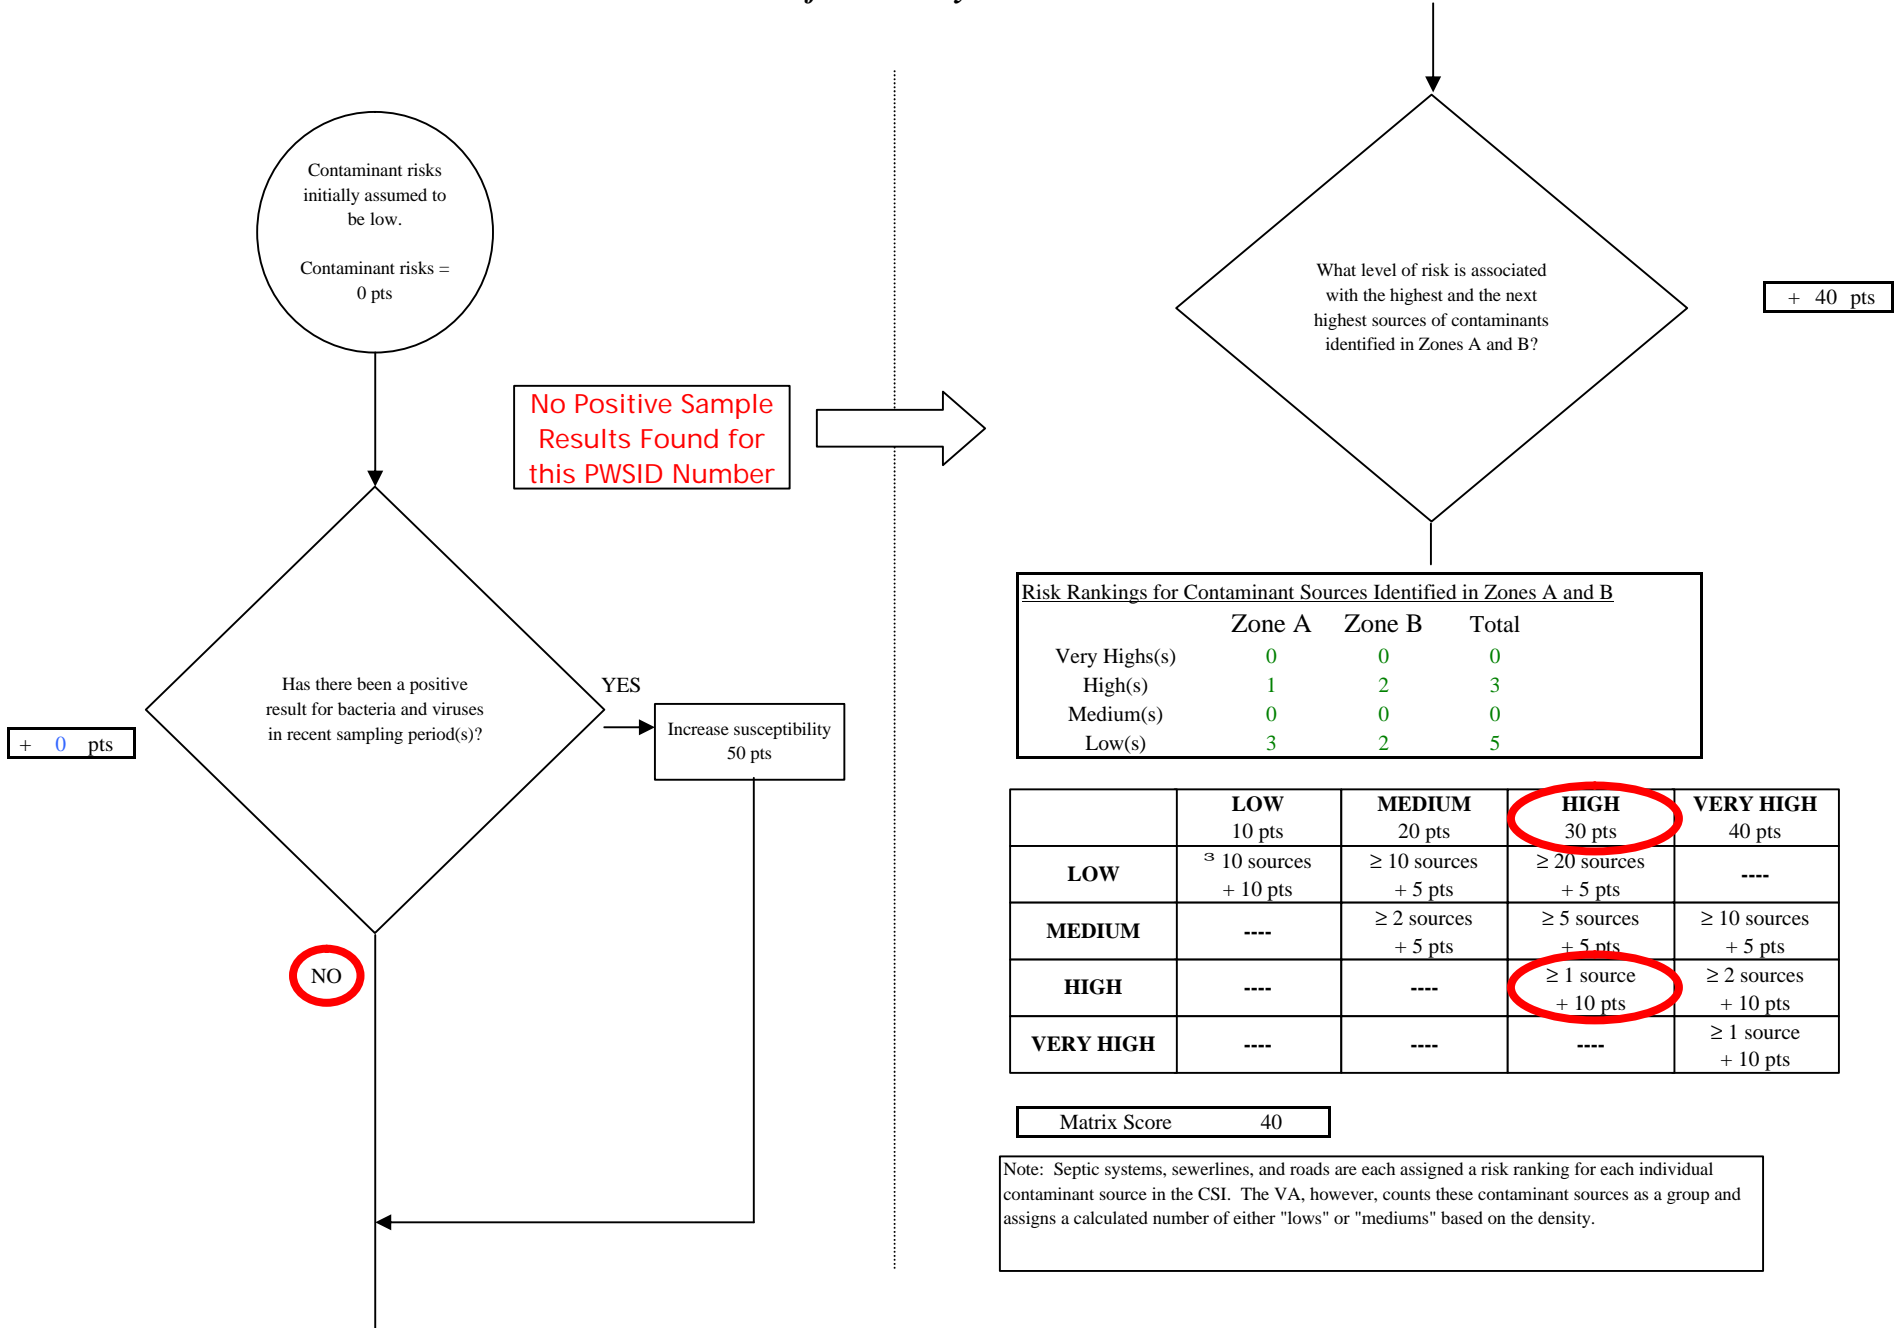 Contaminant risks
initially assumed to
be low.
Contaminant risks =
0 pts
No Positive Sample
Results Found for
this PWSID Number
Has there been a positive
result for bacteria and viruses
in recent sampling period(s)?
+ 0 pts
YES
Increase susceptibility
50 pts
NO
What level of risk is associated
with the highest and the next
highest sources of contaminants
identified in Zones A and B?
+ 40 pts
Risk Rankings for Contaminant Sources Identified in Zones A and B
Zone A Zone B Total
Very Highs(s) 0 0 0
High(s) 1 2 3
Medium(s) 0 0 0
Low(s) 3 2 5
LOW MEDIUM HIGH VERY HIGH
10 pts 20 pts 30 pts 40 pts
LOW ³ 10 sources ≥ 10 sources ≥ 20 sources ----
+ 10 pts + 5 pts + 5 pts
MEDIUM ---- ≥ 2 sources ≥ 5 sources ≥ 10 sources
+ 5 pts + 5 pts + 5 pts
HIGH ---- ---- ≥ 1 source ≥ 2 sources
+ 10 pts + 10 pts
VERY HIGH ---- ---- ---- ≥ 1 source
+ 10 pts
Matrix Score 40
Note: Septic systems, sewerlines, and roads are each assigned a risk ranking for each individual
contaminant source in the CSI. The VA, however, counts these contaminant sources as a group and
assigns a calculated number of either "lows" or "mediums" based on the density.